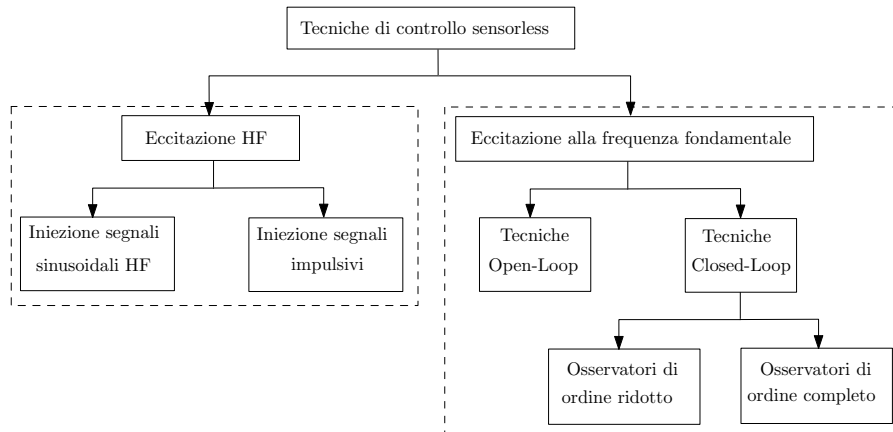 Tecniche di controllo sensorless
Eccitazione HF
Eccitazione alla frequenza fondamentale
Iniezione segnali
sinusoidali HF
Iniezione segnali
impulsivi
Tecniche
Open-Loop
Tecniche
Closed-Loop
Osservatori di
ordine ridotto
Osservatori di
ordine completo